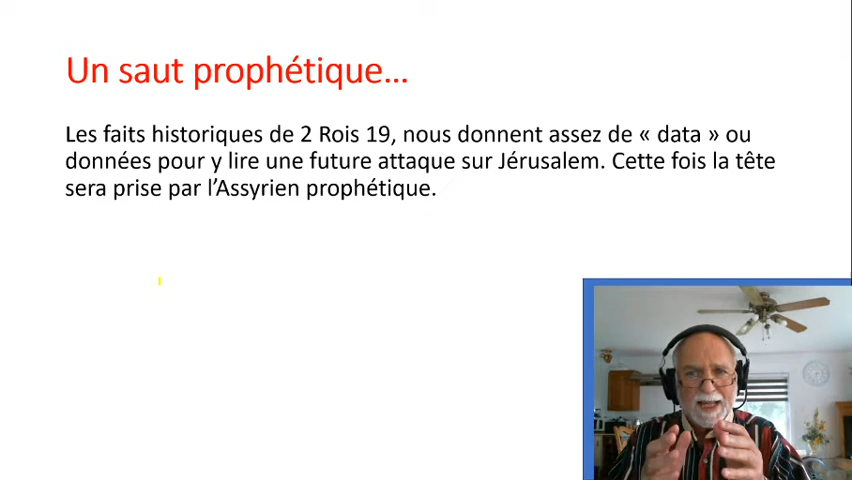 Un saut prophétique…
Les faits historiques de 2 Rois 19, nous donnent assez de « data » ou
données pour y lire une future attaque sur Jérusalem. Cette fois la tête
sera prise par l’Assyrien prophétique.